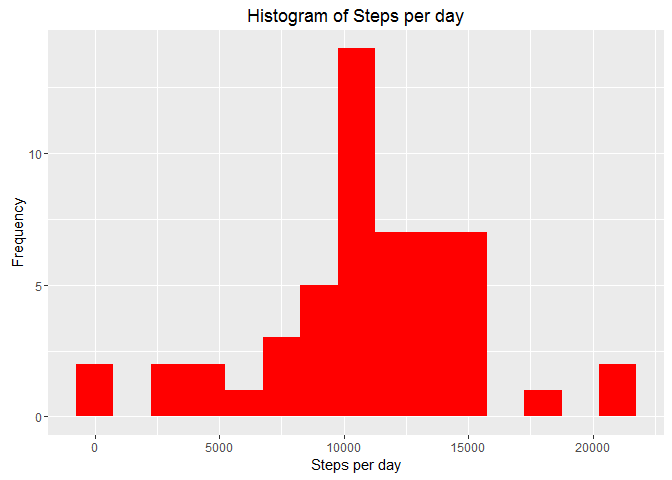 Histogram of Steps per day
Frequency
10
5
0
0 5000 10000 15000 20000
Steps per day